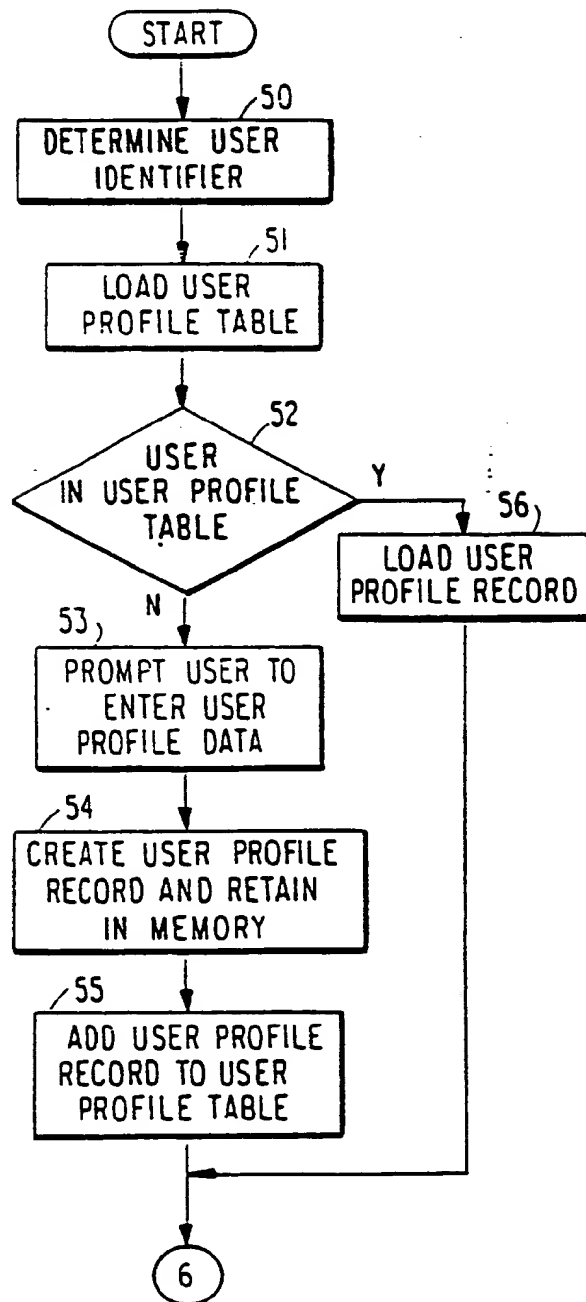 START
50
DETERMINE USER
IDENTIFIER
51
LOAD USER
PROFILE TABLE
52
USER
IN USER PROFILE
TABLE
Y
N
56
LOAD USER
PROFILE RECORD
53
PROMPT USER TO
ENTER USER
PROFILE DATA
54
CREATE USER PROFILE
RECORD AND RETAIN
IN MEMORY
55
ADD USER PROFILE
RECORD TO USER
PROFILE TABLE
6